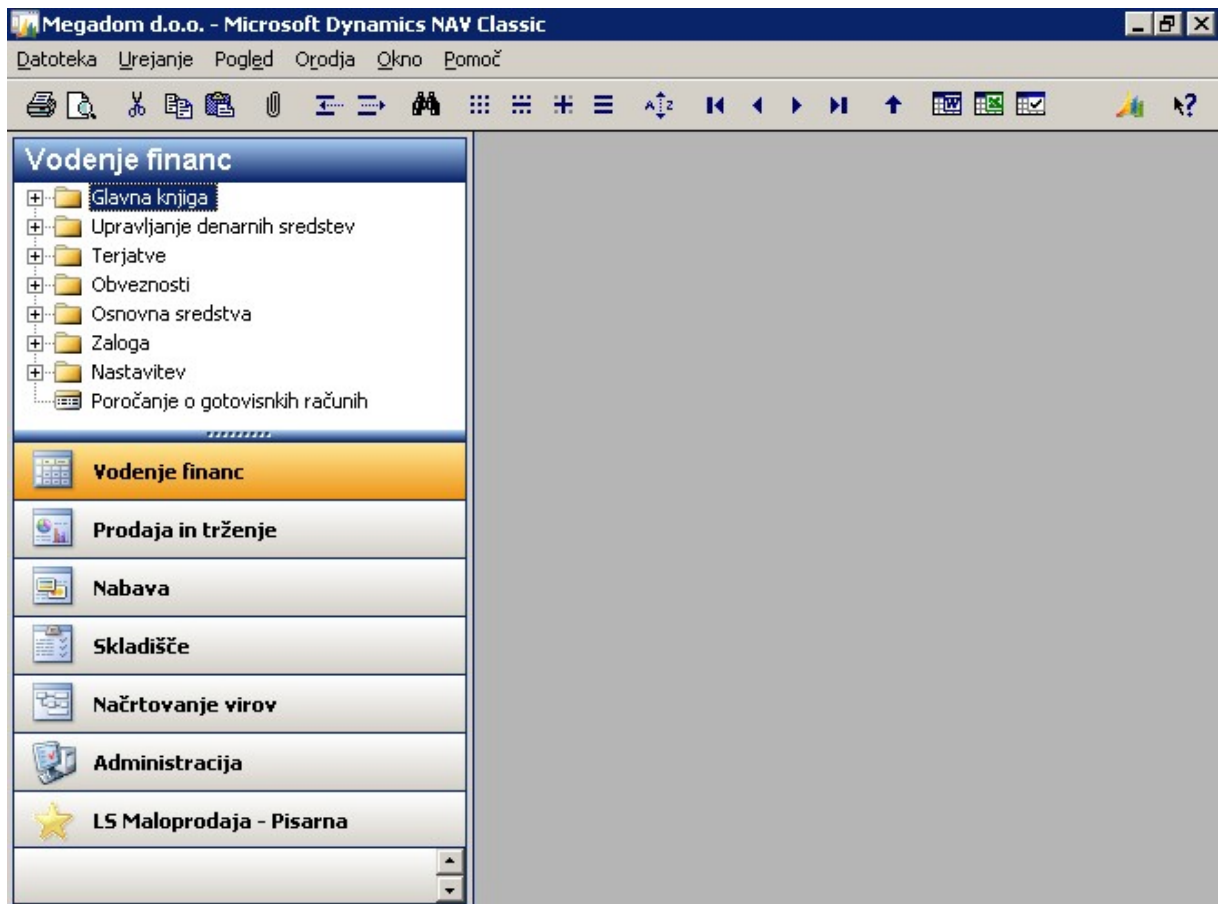 Megadom d.o.o. - Microsoft Dynamics NAV Classic
Datoteka Urejanje Pogled Orodja Okno Pomoč
Vodenje financ
Glavna knjiga
Upravljanje denarnih sredstev
Terjatve
Obveznosti
Osnovna sredstva
Zaloga
Nastavitev
Poročanje o gotovisnkih računih
Vodenje financ
Prodaja in trženje
Nabava
Skladišče
Načrtovanje virov
Administracija
LS Maloprodaja - Pisarna